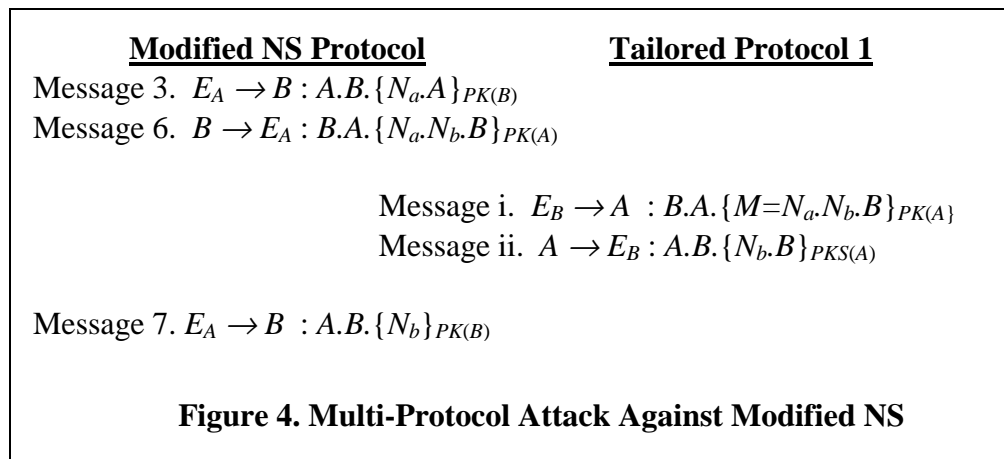 Modified NS Protocol Tailored Protocol 1
Message 3. E_A → B : A.B.{N_a.A}_PK(B)
Message 6. B → E_A : B.A.{N_a.N_b.B}_PK(A)
Message i. E_B → A : B.A.{M=N_a.N_b.B}_PK(A}
Message ii. A → E_B : A.B.{N_b.B}_PKS(A)
Message 7. E_A → B : A.B.{N_b}_PK(B)
Figure 4. Multi-Protocol Attack Against Modified NS